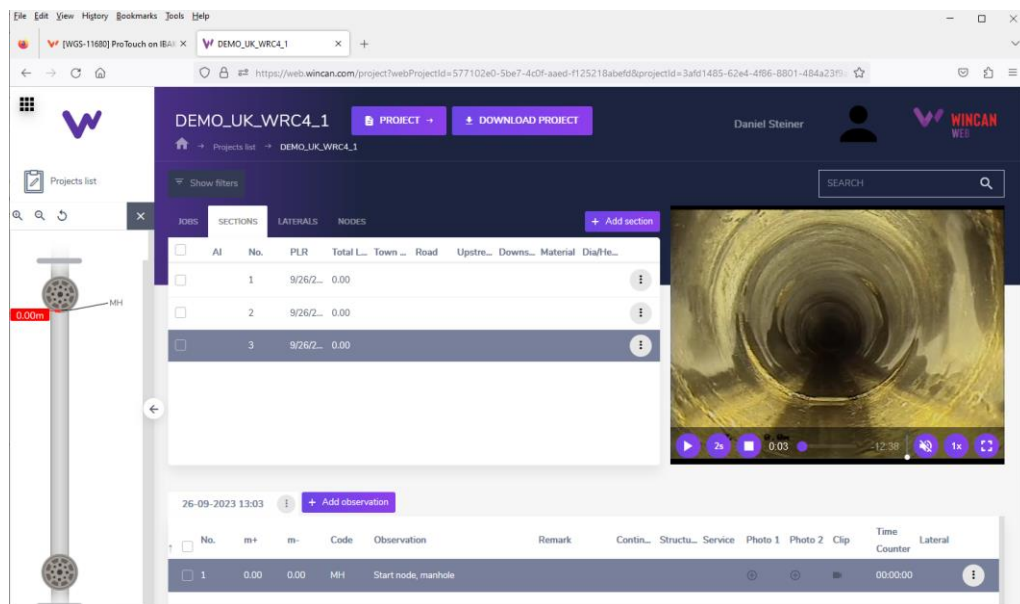 File Edit View History Bookmarks Tools Help
[WGS-11680] ProTouch on IBAK
DEMO_UK_WRC4_1
https://web.wincan.com/project?webProjectId=577102e0-5be7-4c0f-aaed-f125218abefd&projectId=3afd1485-62e4-4f86-8801-484a23f9
DEMO_UK_WRC4_1
PROJECT →
DOWNLOAD PROJECT
Daniel Steiner
WINCAN
WEB
→ Projects list → DEMO_UK_WRC4_1
Projects list
Show filters
SEARCH
JOBS SECTIONS LATERALS NODES
+ Add section
AI No. PLR Total L... Town ... Road Upstre... Downs... Material Dia/He...
1 9/26/2... 0.00
2 9/26/2... 0.00
3 9/26/2... 0.00
MH
0.00m
2s 0:03 -12:38 1x
26-09-2023 13:03
+ Add observation
No. m+ m- Code Observation Remark Contin... Structu... Service Photo 1 Photo 2 Clip Time Counter Lateral
1 0.00 0.00 MH Start node, manhole 00:00:00